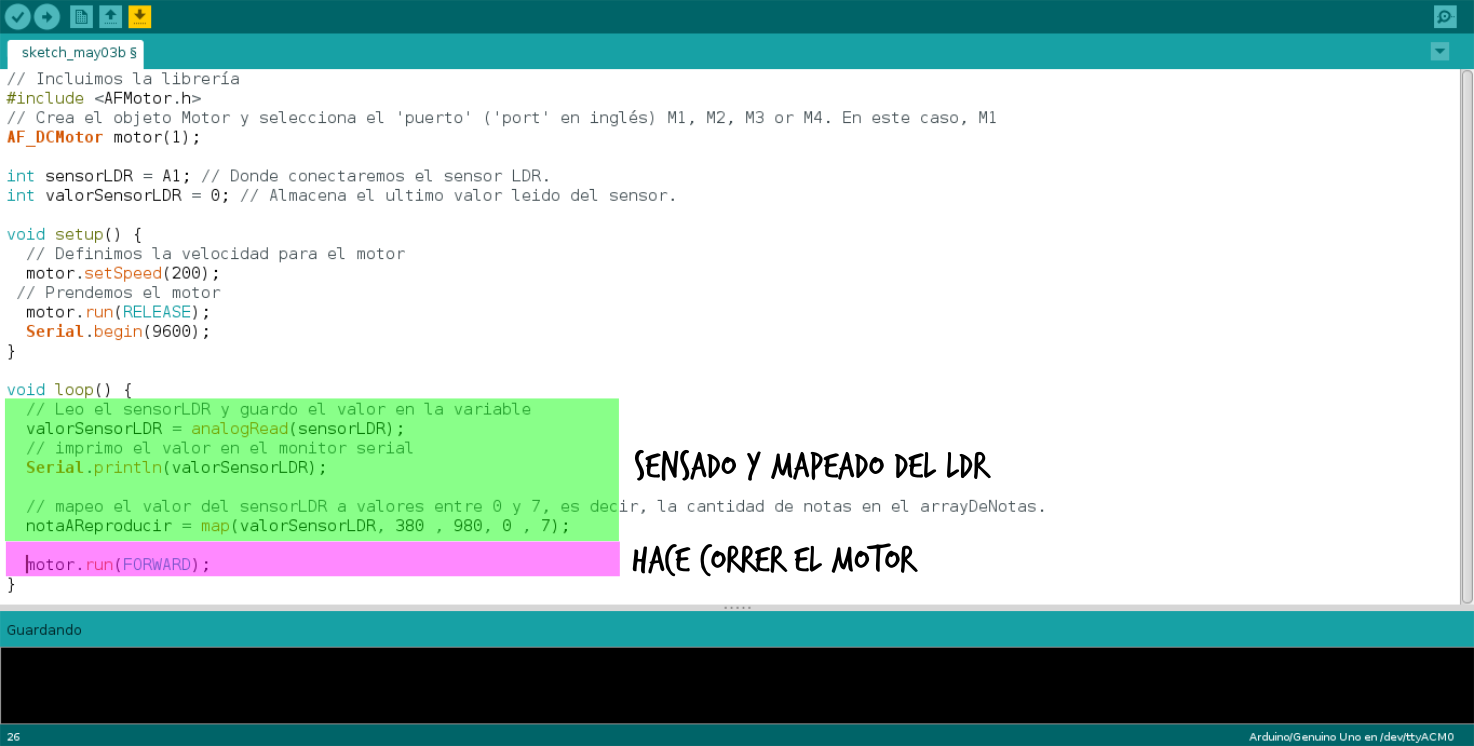 sketch_may03b §
// Incluimos la librería
#include <AFMotor.h>
// Crea el objeto Motor y selecciona el 'puerto' ('port' en inglés) M1, M2, M3 or M4. En este caso, M1
AF_DCMotor motor(1);
int sensorLDR = A1; // Donde conectaremos el sensor LDR.
int valorSensorLDR = 0; // Almacena el ultimo valor leido del sensor.
void setup() {
// Definimos la velocidad para el motor
motor.setSpeed(200);
// Prendemos el motor
motor.run(RELEASE);
Serial.begin(9600);
}
void loop() {
// Leo el sensorLDR y guardo el valor en la variable
valorSensorLDR = analogRead(sensorLDR);
// imprimo el valor en el monitor serial
Serial.println(valorSensorLDR);
SENSADO Y MAPEADO DEL LDR
// mapeo el valor del sensorLDR a valores entre 0 y 7, es decir, la cantidad de notas en el arrayDeNotas.
notaAReproducir = map(valorSensorLDR, 380 , 980, 0 , 7);
HACE CORRER EL MOTOR
motor.run(FORWARD);
}
Guardando
26
Arduino/Genuino Uno en /dev/ttyACM0